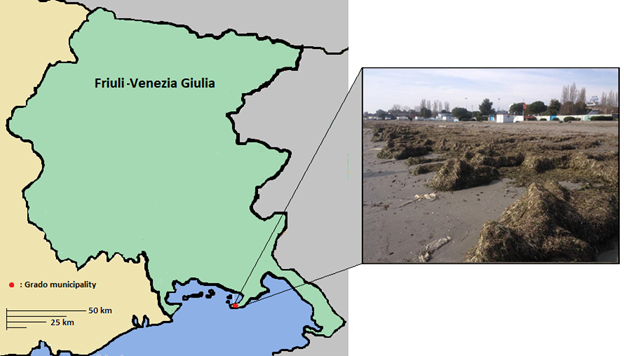 Friuli-Venezia Giulia
: Grado municipality
50 km
25 km